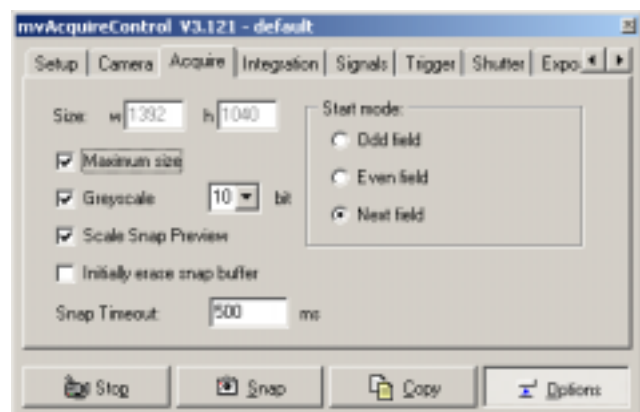 mvAcquireControl V3.121 - default
Setup Camera Acquire Integration Signals Trigger Shutter Expo
Size: w 1392 h 1040
Maximum size
Greyscale 10 bit
Scale Snap Preview
Initially erase snap buffer
Snap Timeout: 500 ms
Start mode:
Odd field
Even field
Next field
Stop Snap Copy Options